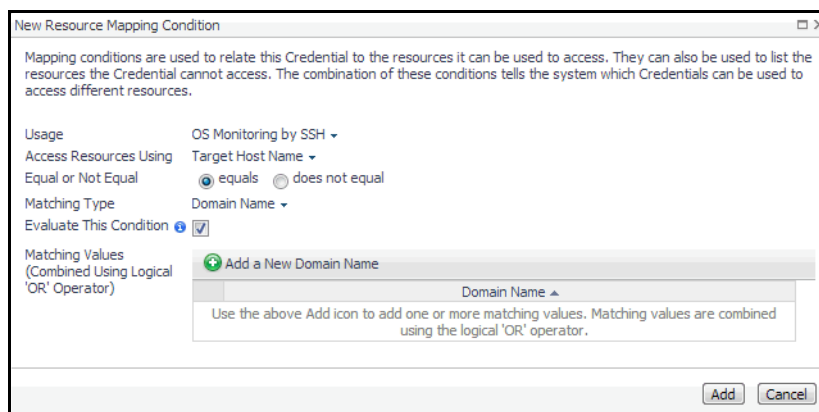 New Resource Mapping Condition
Mapping conditions are used to relate this Credential to the resources it can be used to access. They can also be used to list the
resources the Credential cannot access. The combination of these conditions tells the system which Credentials can be used to
access different resources.
Usage OS Monitoring by SSH
Access Resources Using Target Host Name
Equal or Not Equal equals does not equal
Matching Type Domain Name
Evaluate This Condition
Matching Values
(Combined Using Logical
'OR' Operator)
Add a New Domain Name
Domain Name
Use the above Add icon to add one or more matching values. Matching values are combined
using the logical 'OR' operator.
Add Cancel